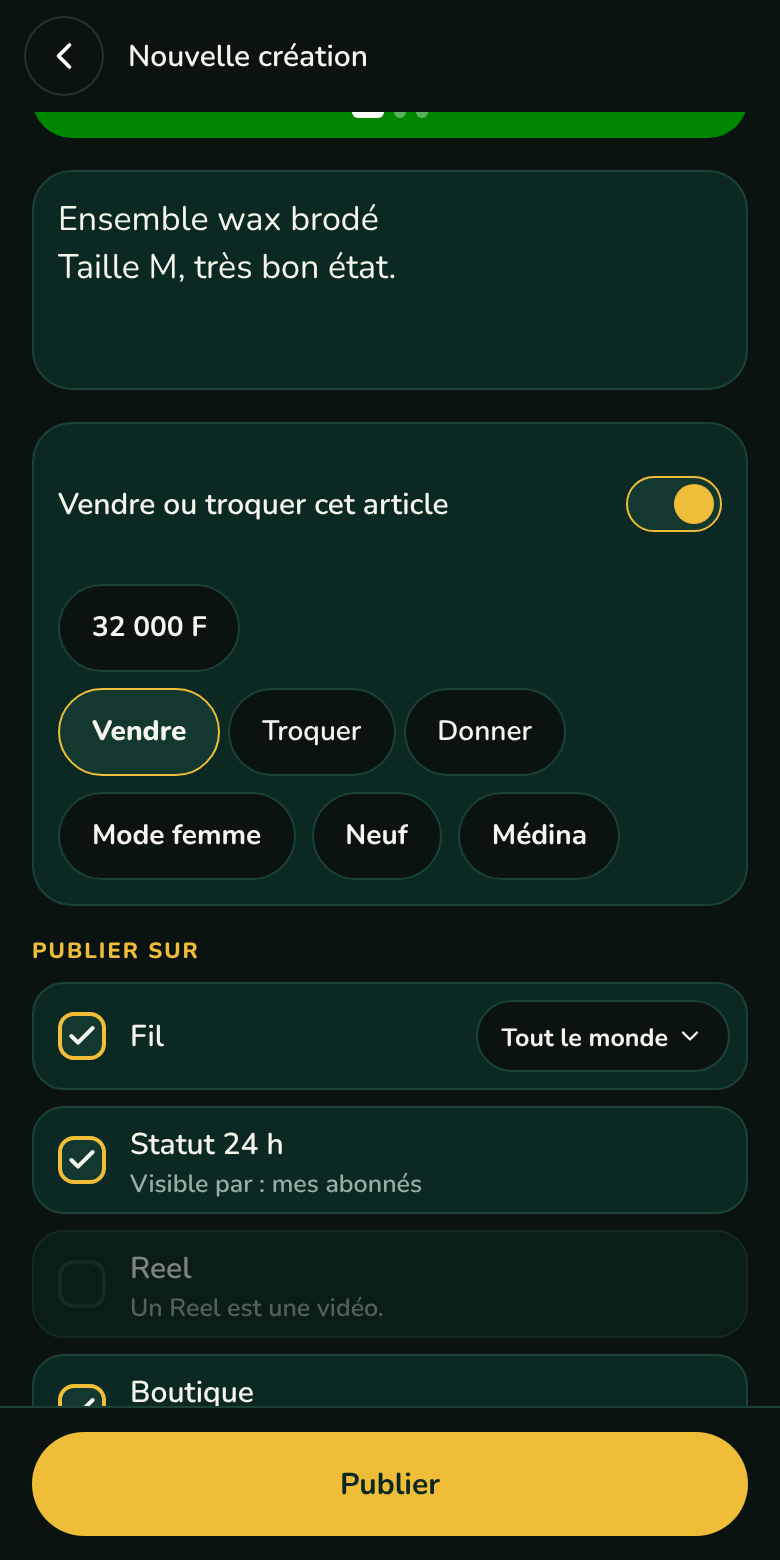 Nouvelle création
Ensemble wax brodé
Taille M, très bon état.
Vendre ou troquer cet article
32 000 F
Vendre Troquer Donner
Mode femme Neuf Médina
PUBLIER SUR
Fil Tout le monde
Statut 24 h
Visible par : mes abonnés
Reel
Un Reel est une vidéo.
Boutique
Publier